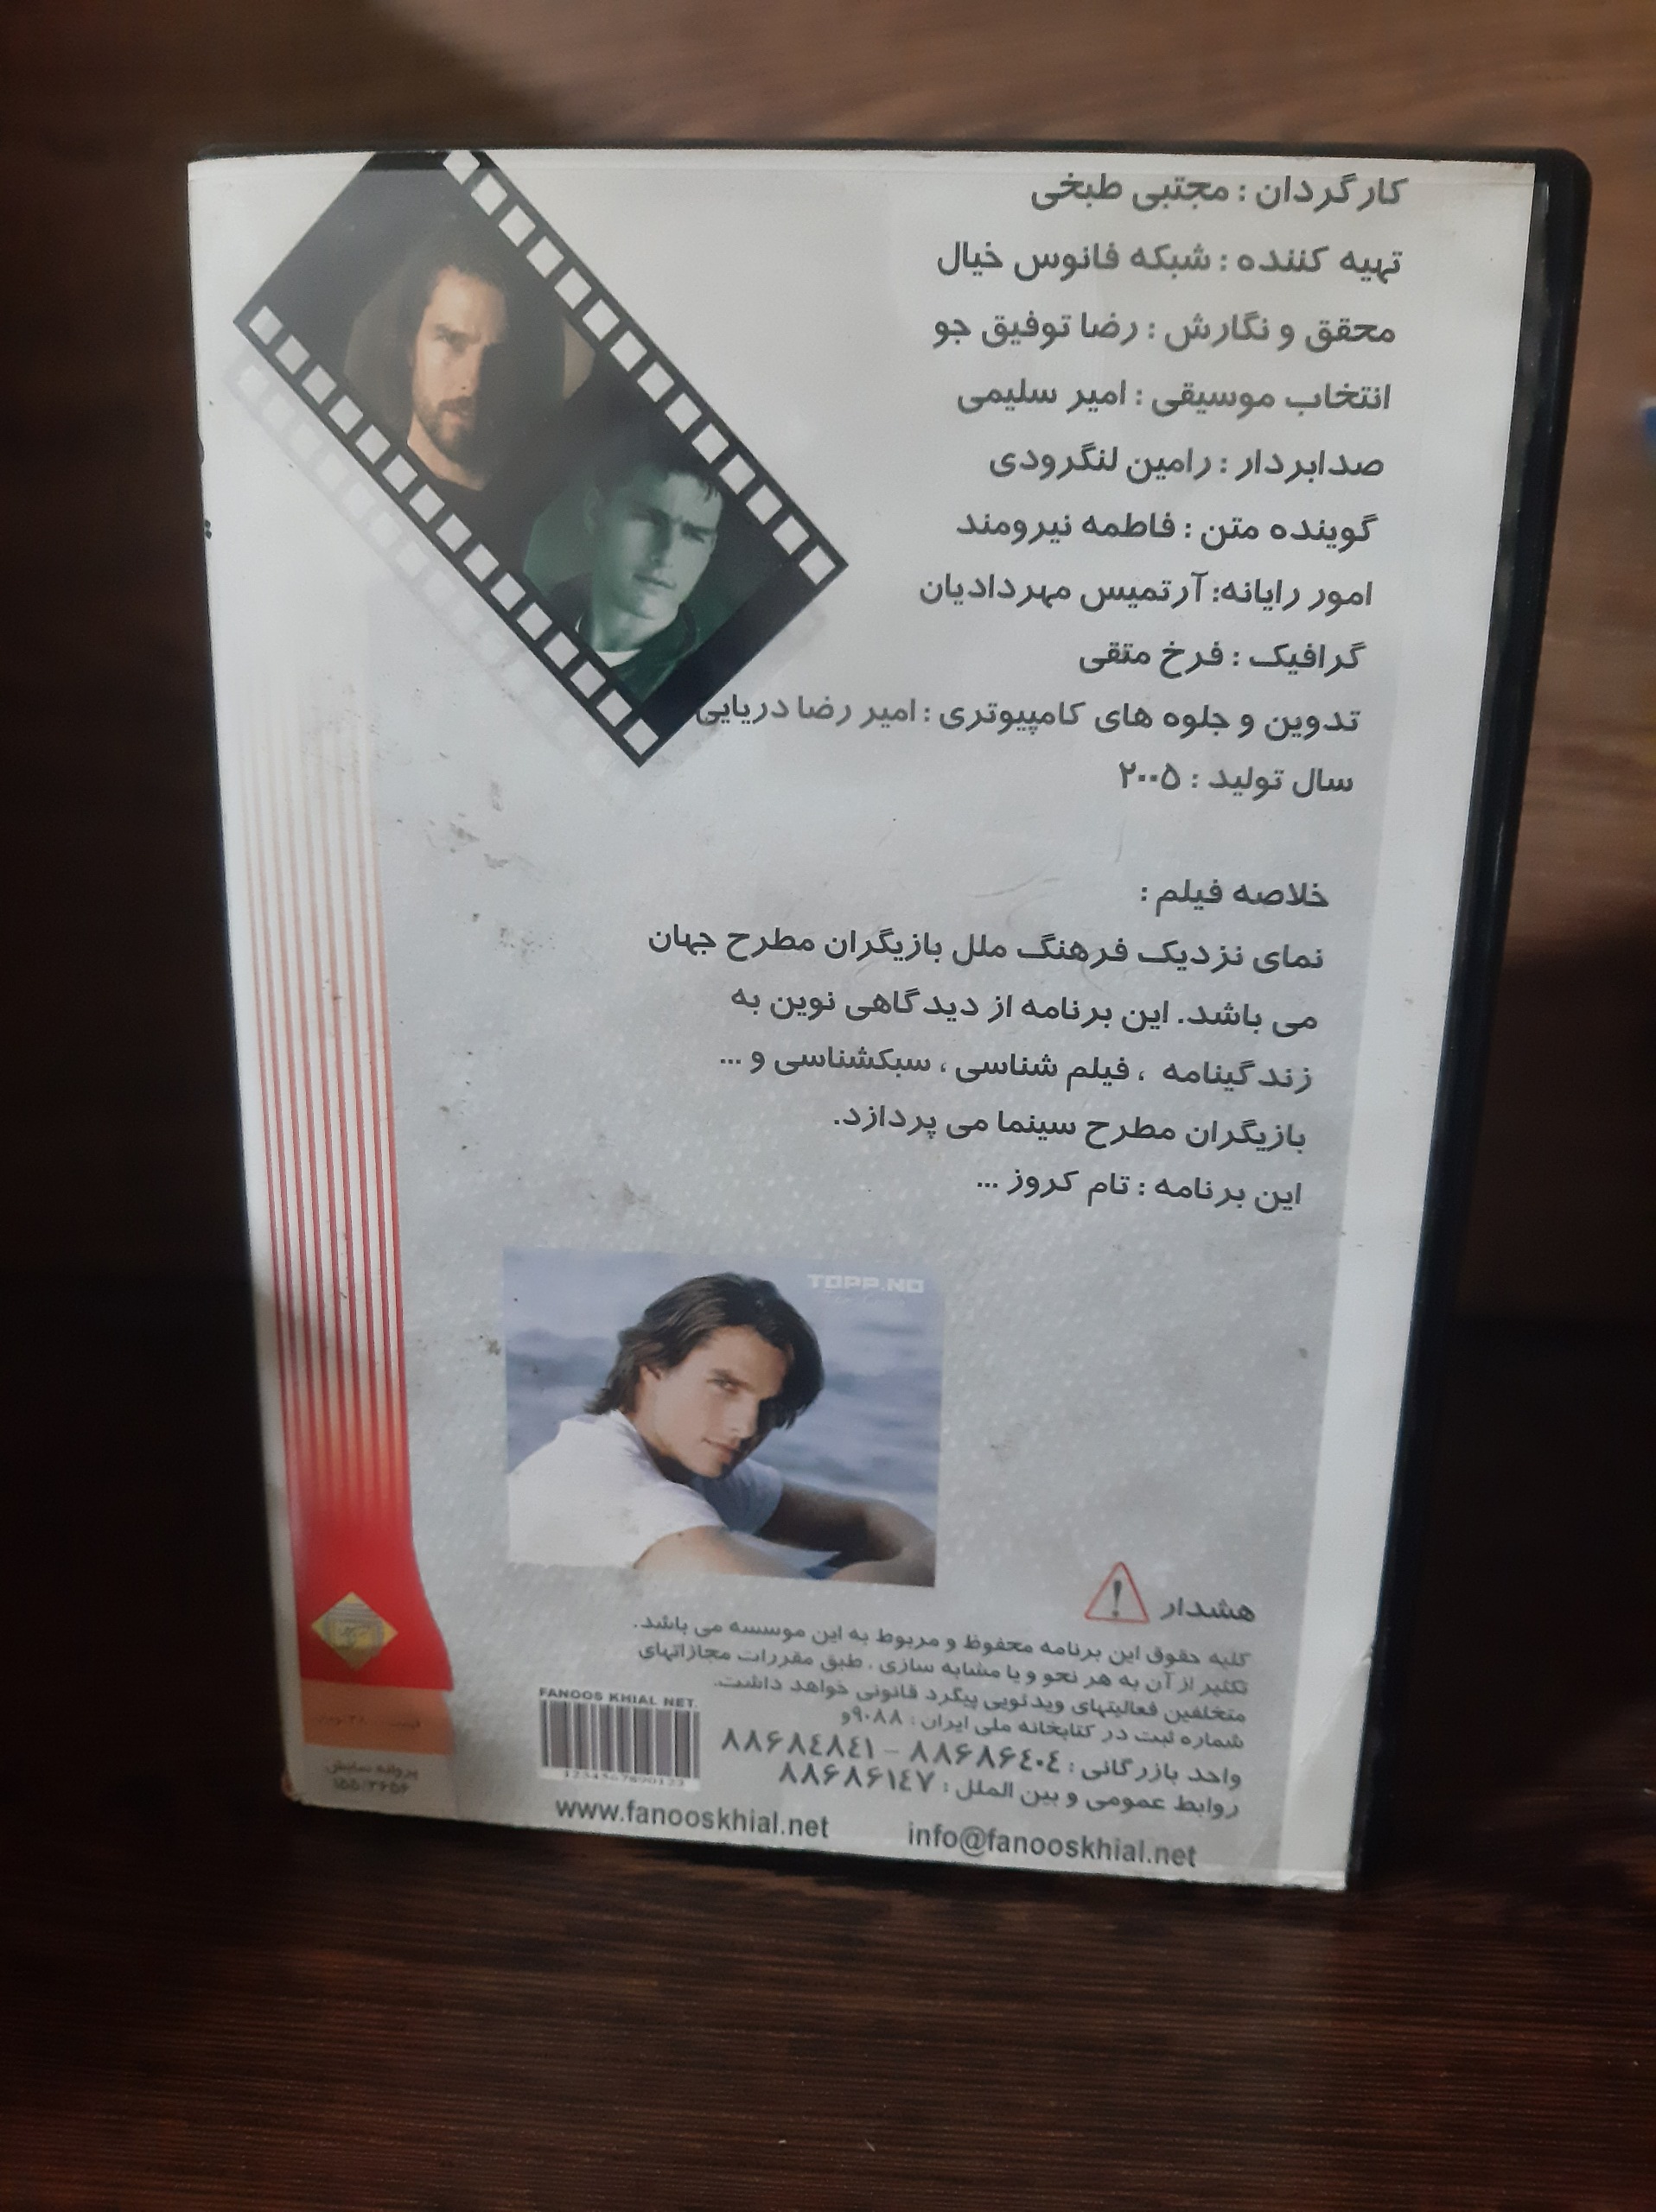 کارگردان : مجتبی طبخی
تهیه کننده : شبکه فانوس خیال
محقق و نگارش : رضا توفیق جو
انتخاب موسیقی : امیر سلیمی
صدابردار : رامین لنگرودی
گوینده متن : فاطمه نیرومند
امور رایانه: آرتمیس مهردادیان
گرافیک : فرخ متقی
تدوین و جلوه های کامپیوتری : امیر رضا دریایی
سال تولید : ۲۰۰۵
خلاصه فیلم :
نمای نزدیک فرهنگ ملل بازیگران مطرح جهان
می باشد. این برنامه از دیدگاهی نوین به
زندگینامه ، فیلم شناسی ، سبکشناسی و ...
بازیگران مطرح سینما می پردازد.
این برنامه : تام کروز ...
TOPP.NO
هشدار
کلیه حقوق این برنامه محفوظ و مربوط به این موسسه می باشد.
تکثیر از آن به هر نحو و یا مشابه سازی . طبق مقررات مجازاتهای
متخلفین فعالیتهای ویدئویی پیگرد قانونی خواهد داشت.
شماره ثبت در کتابخانه ملی ایران : ۹۰۸۸و
واحد بازرگانی : ۸۸۶۸۶٤۰٤ - ۸۸۶۸٤۸٤۱
روابط عمومی و بین الملل : ۸۸۶۸۶۱٤۷
FANOOS KHIAL NET.
1234567890123
www.fanooskhial.net
info@fanooskhial.net
پروانه نمایش
۱۵۵/۳۶۵۶